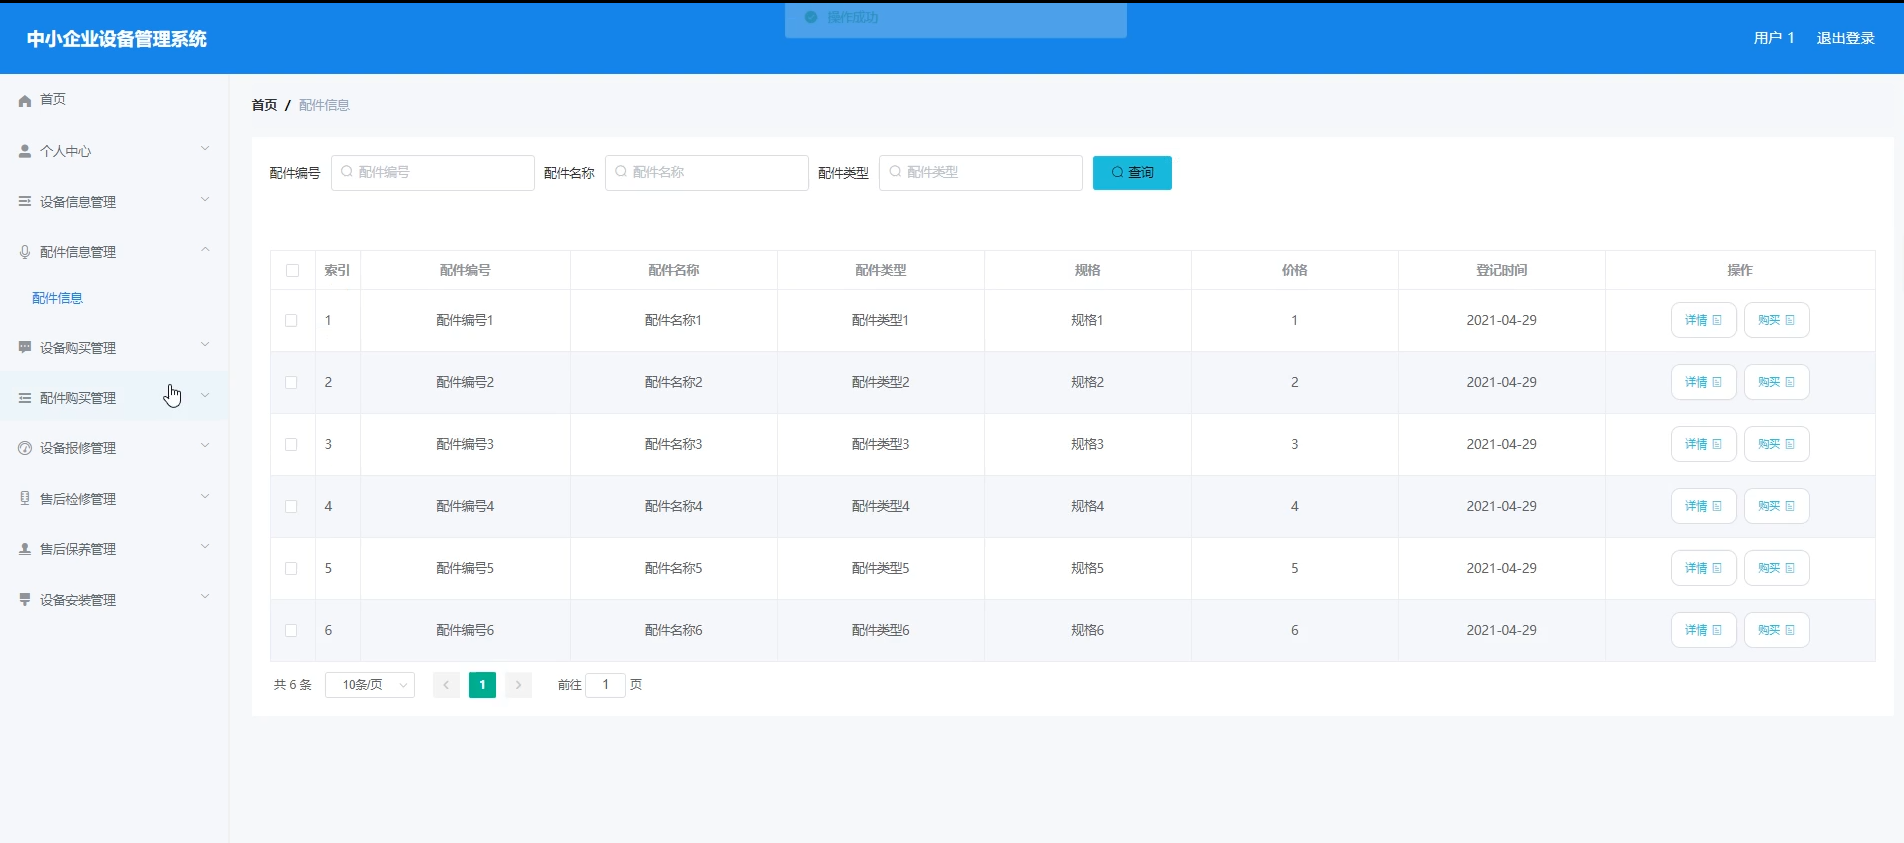 操作成功
中小企业设备管理系统
用户 1 退出登录
首页
个人中心
设备信息管理
配件信息管理
配件信息
设备购买管理
配件购买管理
设备报修管理
售后检修管理
售后保养管理
设备安装管理
首页 / 配件信息
配件编号 配件编号 配件名称 配件名称 配件类型 配件类型 查询
索引 配件编号 配件名称 配件类型 规格 价格 登记时间 操作
1 配件编号1 配件名称1 配件类型1 规格1 1 2021-04-29 详情 购买
2 配件编号2 配件名称2 配件类型2 规格2 2 2021-04-29 详情 购买
3 配件编号3 配件名称3 配件类型3 规格3 3 2021-04-29 详情 购买
4 配件编号4 配件名称4 配件类型4 规格4 4 2021-04-29 详情 购买
5 配件编号5 配件名称5 配件类型5 规格5 5 2021-04-29 详情 购买
6 配件编号6 配件名称6 配件类型6 规格6 6 2021-04-29 详情 购买
共 6 条 10条/页 1 前往 1 页